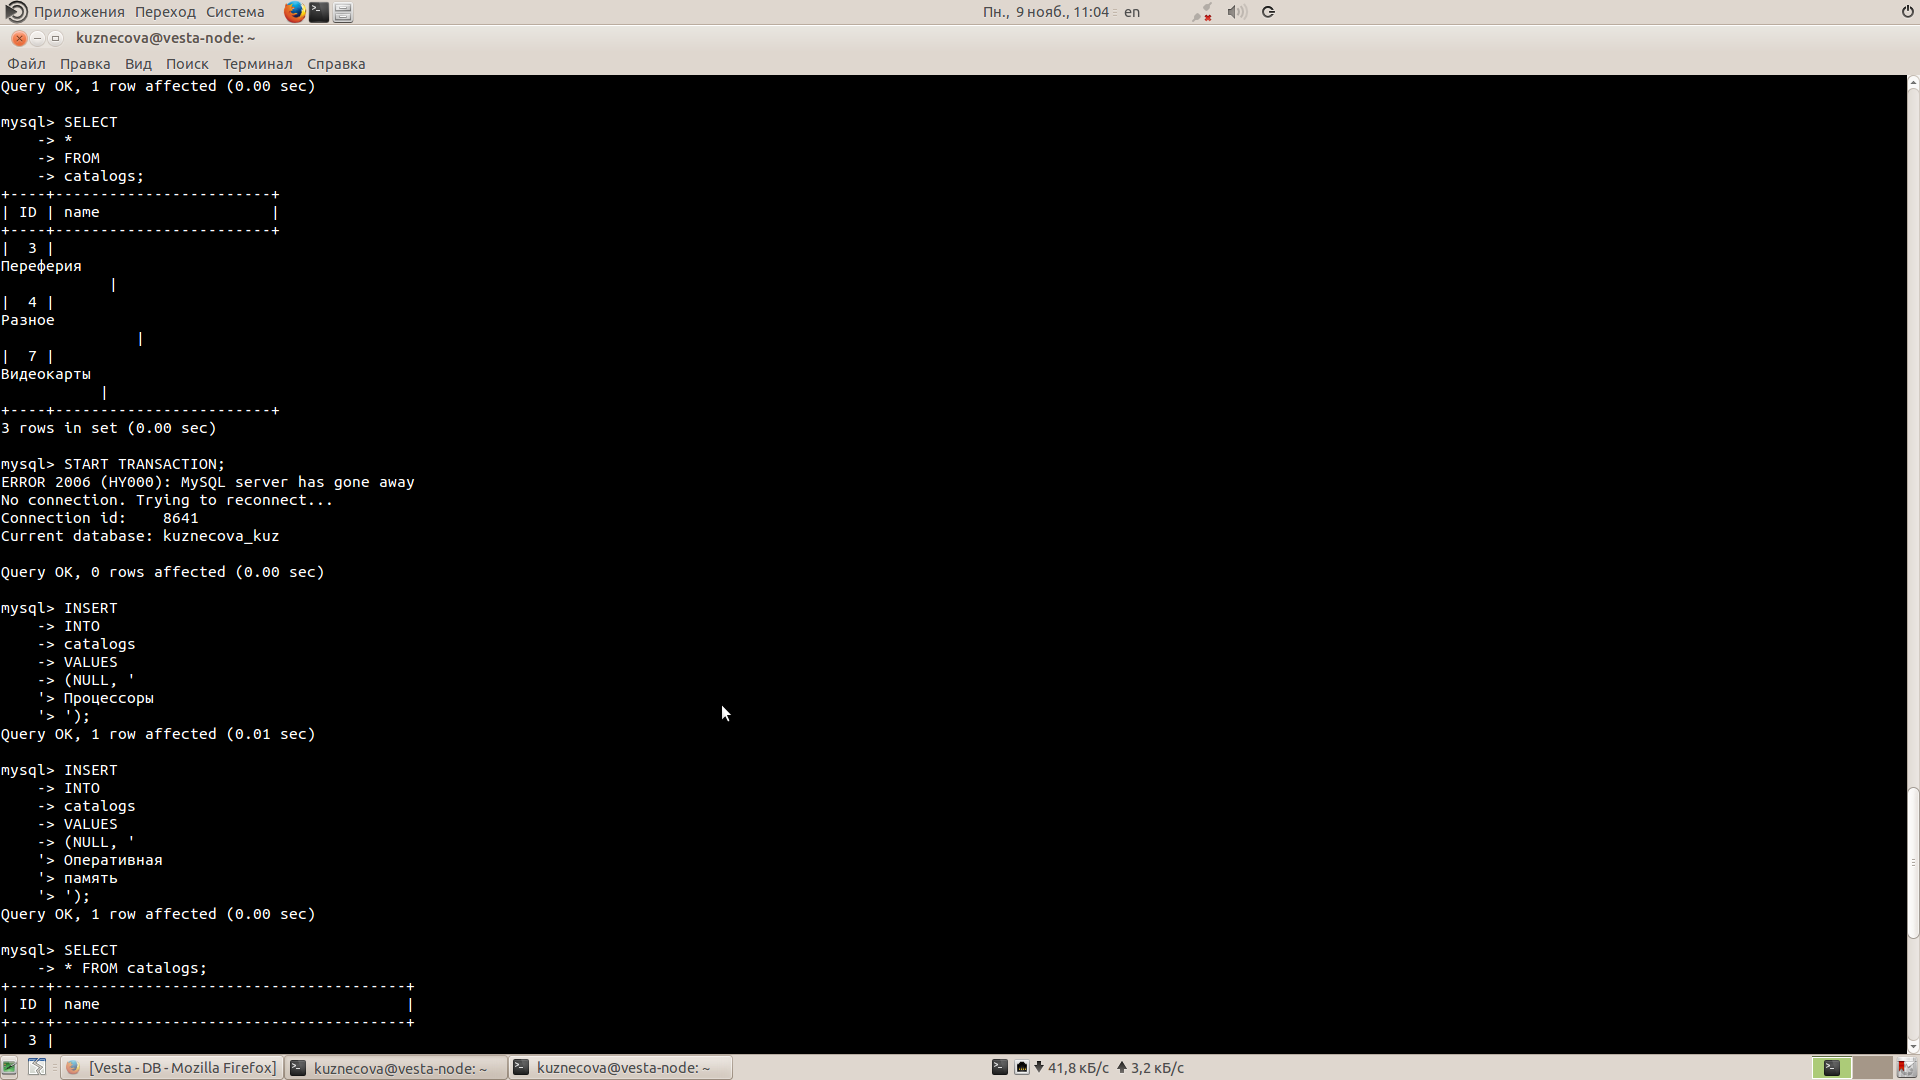 Приложения Переход Система
Пн., 9 нояб., 11:04 en
kuznecova@vesta-node: ~
Файл Правка Вид Поиск Терминал Справка
Query OK, 1 row affected (0.00 sec)
mysql> SELECT
    -> *
    -> FROM
    -> catalogs;
+----+------------------------+
| ID | name                   |
+----+------------------------+
|  3 |
Переферия
            |
|  4 |
Разное
               |
|  7 |
Видеокарты
           |
+----+------------------------+
3 rows in set (0.00 sec)
mysql> START TRANSACTION;
ERROR 2006 (HY000): MySQL server has gone away
No connection. Trying to reconnect...
Connection id:    8641
Current database: kuznecova_kuz
Query OK, 0 rows affected (0.00 sec)
mysql> INSERT
    -> INTO
    -> catalogs
    -> VALUES
    -> (NULL, '
    '> Процессоры
    '> ');
Query OK, 1 row affected (0.01 sec)
mysql> INSERT
    -> INTO
    -> catalogs
    -> VALUES
    -> (NULL, '
    '> Оперативная
    '> память
    '> ');
Query OK, 1 row affected (0.00 sec)
mysql> SELECT
    -> * FROM catalogs;
+----+---------------------------------------+
| ID | name                                  |
+----+---------------------------------------+
|  3 |
[Vesta - DB - Mozilla Firefox] kuznecova@vesta-node: ~ kuznecova@vesta-node: ~ 41,8 кБ/с 3,2 кБ/с